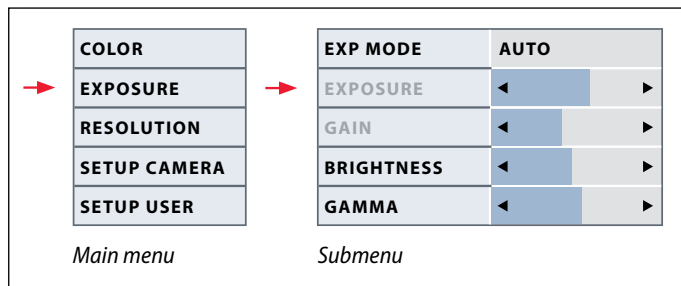 COLOR
EXPOSURE
RESOLUTION
SETUP CAMERA
SETUP USER
Main menu
EXP MODE AUTO
EXPOSURE
GAIN
BRIGHTNESS
GAMMA
Submenu